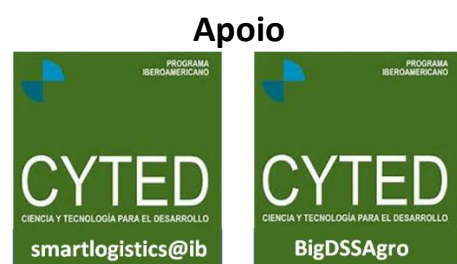 Apoio
PROGRAMA
IBEROAMERICANO
CYTED
CIENCIA Y TECNOLOGÍA PARA EL DESARROLLO
smartlogistics@ib
PROGRAMA
IBEROAMERICANO
CYTED
CIENCIA Y TECNOLOGÍA PARA EL DESARROLLO
BigDSSAgro